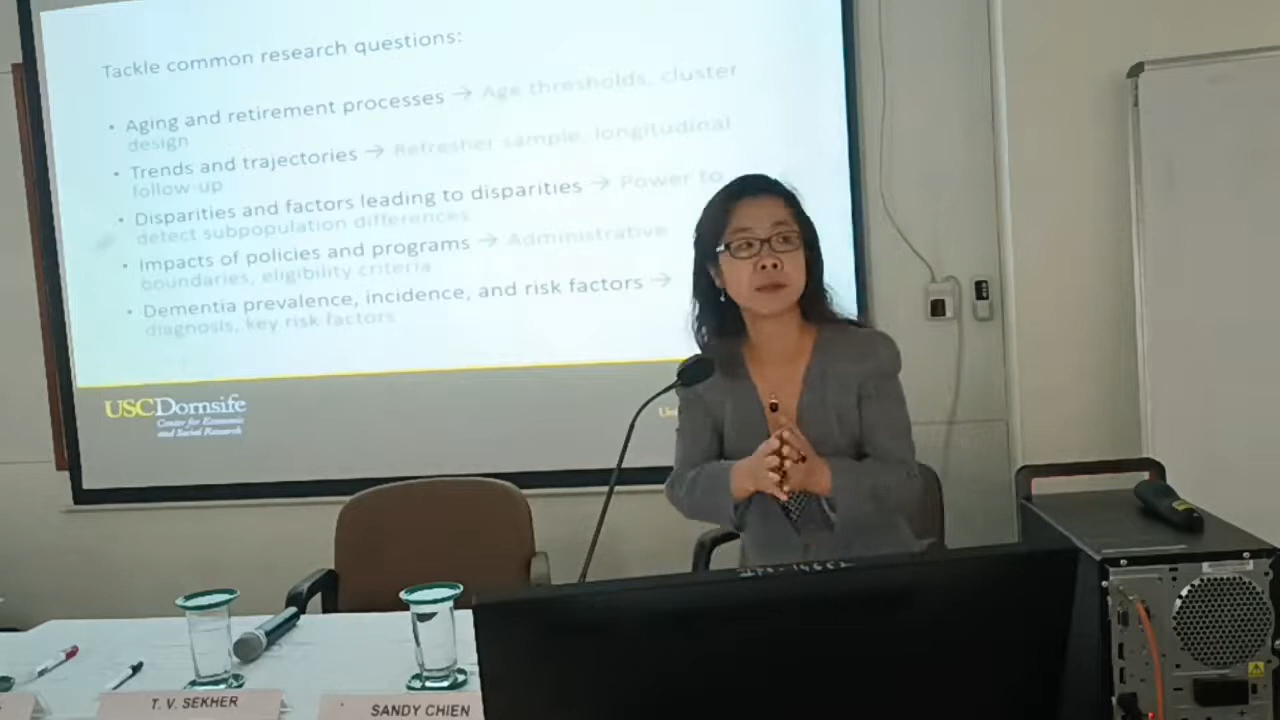 Tackle common research questions:
• Aging and retirement processes → Age thresholds, cluster
design
• Trends and trajectories → Refresher sample, longitudinal
follow-up
• Disparities and factors leading to disparities → Power to
detect subpopulation differences
• Impacts of policies and programs → Administrative
boundaries, eligibility criteria
• Dementia prevalence, incidence, and risk factors →
diagnosis, key risk factors
USCDornsife
Center for Economic
and Social Research
T. V. SEKHER
SANDY CHIEN